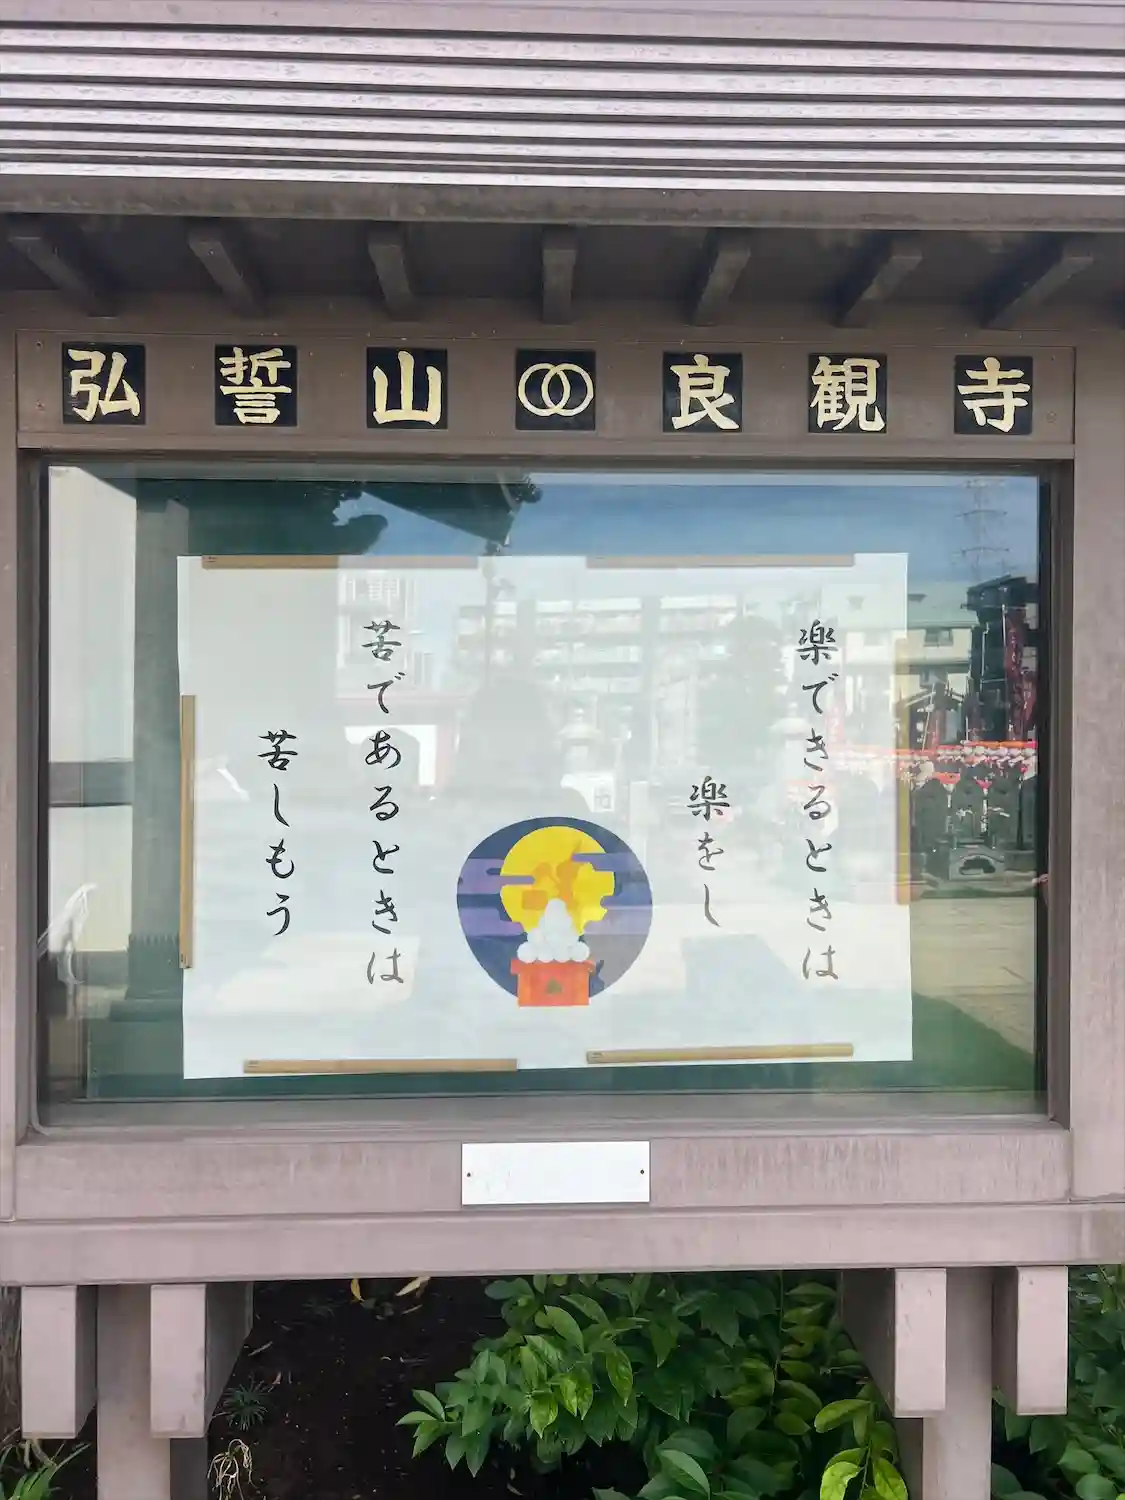 弘誓山 良観寺
楽できるときは
楽をし
苦であるときは
苦しもう